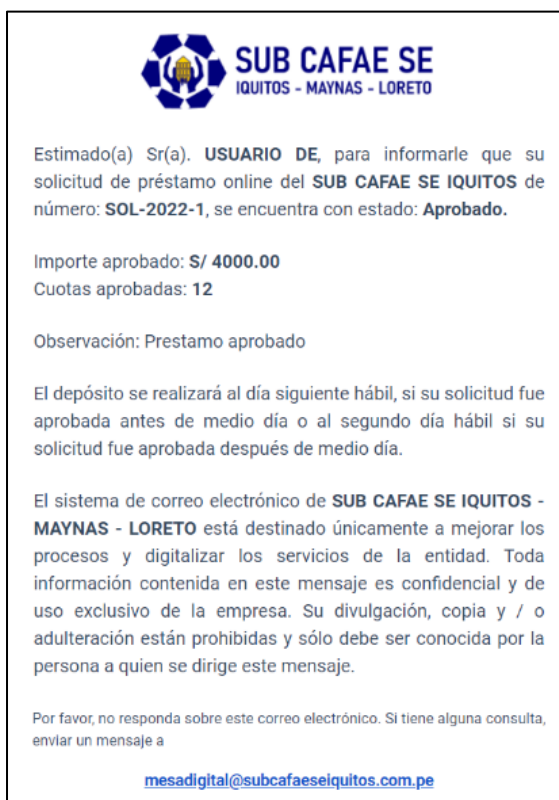 SUB CAFAE SE
IQUITOS - MAYNAS - LORETO
Estimado(a) Sr(a). USUARIO DE, para informarle que su
solicitud de préstamo online del SUB CAFAE SE IQUITOS de
número: SOL-2022-1, se encuentra con estado: Aprobado.
Importe aprobado: S/ 4000.00
Cuotas aprobadas: 12
Observación: Prestamo aprobado
El depósito se realizará al día siguiente hábil, si su solicitud fue
aprobada antes de medio día o al segundo día hábil si su
solicitud fue aprobada después de medio día.
El sistema de correo electrónico de SUB CAFAE SE IQUITOS -
MAYNAS - LORETO está destinado únicamente a mejorar los
procesos y digitalizar los servicios de la entidad. Toda
información contenida en este mensaje es confidencial y de
uso exclusivo de la empresa. Su divulgación, copia y / o
adulteración están prohibidas y sólo debe ser conocida por la
persona a quien se dirige este mensaje.
Por favor, no responda sobre este correo electrónico. Si tiene alguna consulta,
enviar un mensaje a
mesadigital@subcafaeseiquitos.com.pe